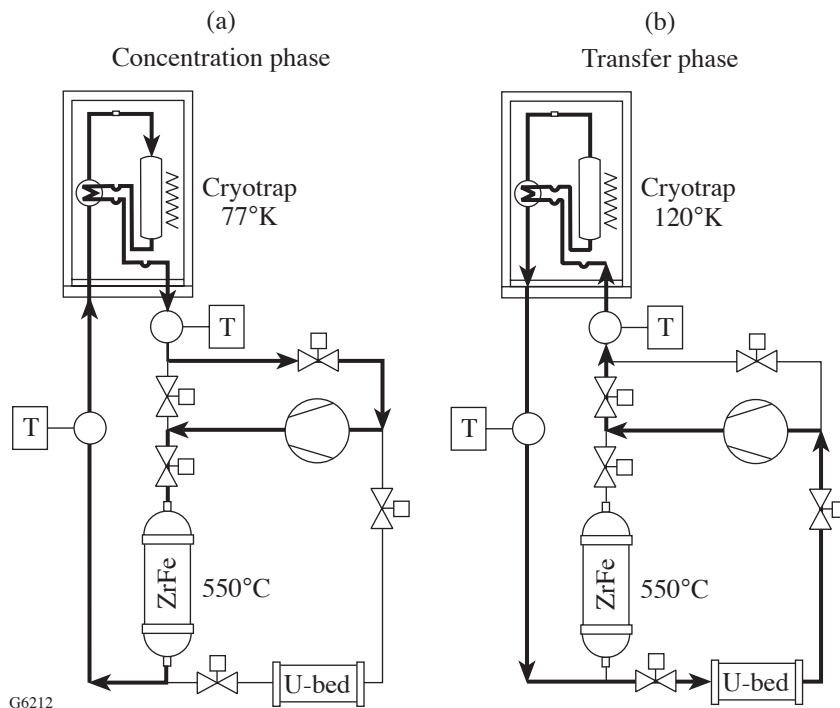 (a)
Concentration phase
Cryotrap
77°K
T
T
ZrFe
550°C
U-bed
(b)
Transfer phase
Cryotrap
120°K
T
T
ZrFe
550°C
U-bed
G6212